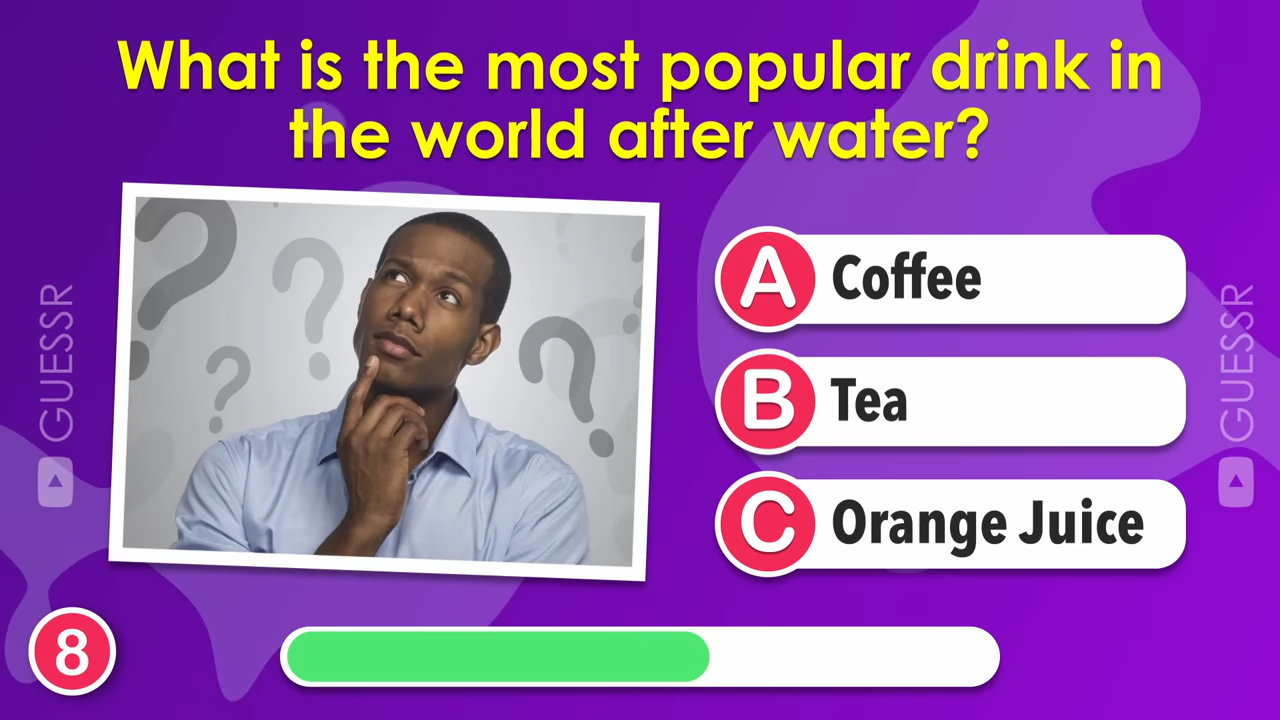 What is the most popular drink in
the world after water?
A Coffee
B Tea
C Orange Juice
GUESSR
GUESSR
8